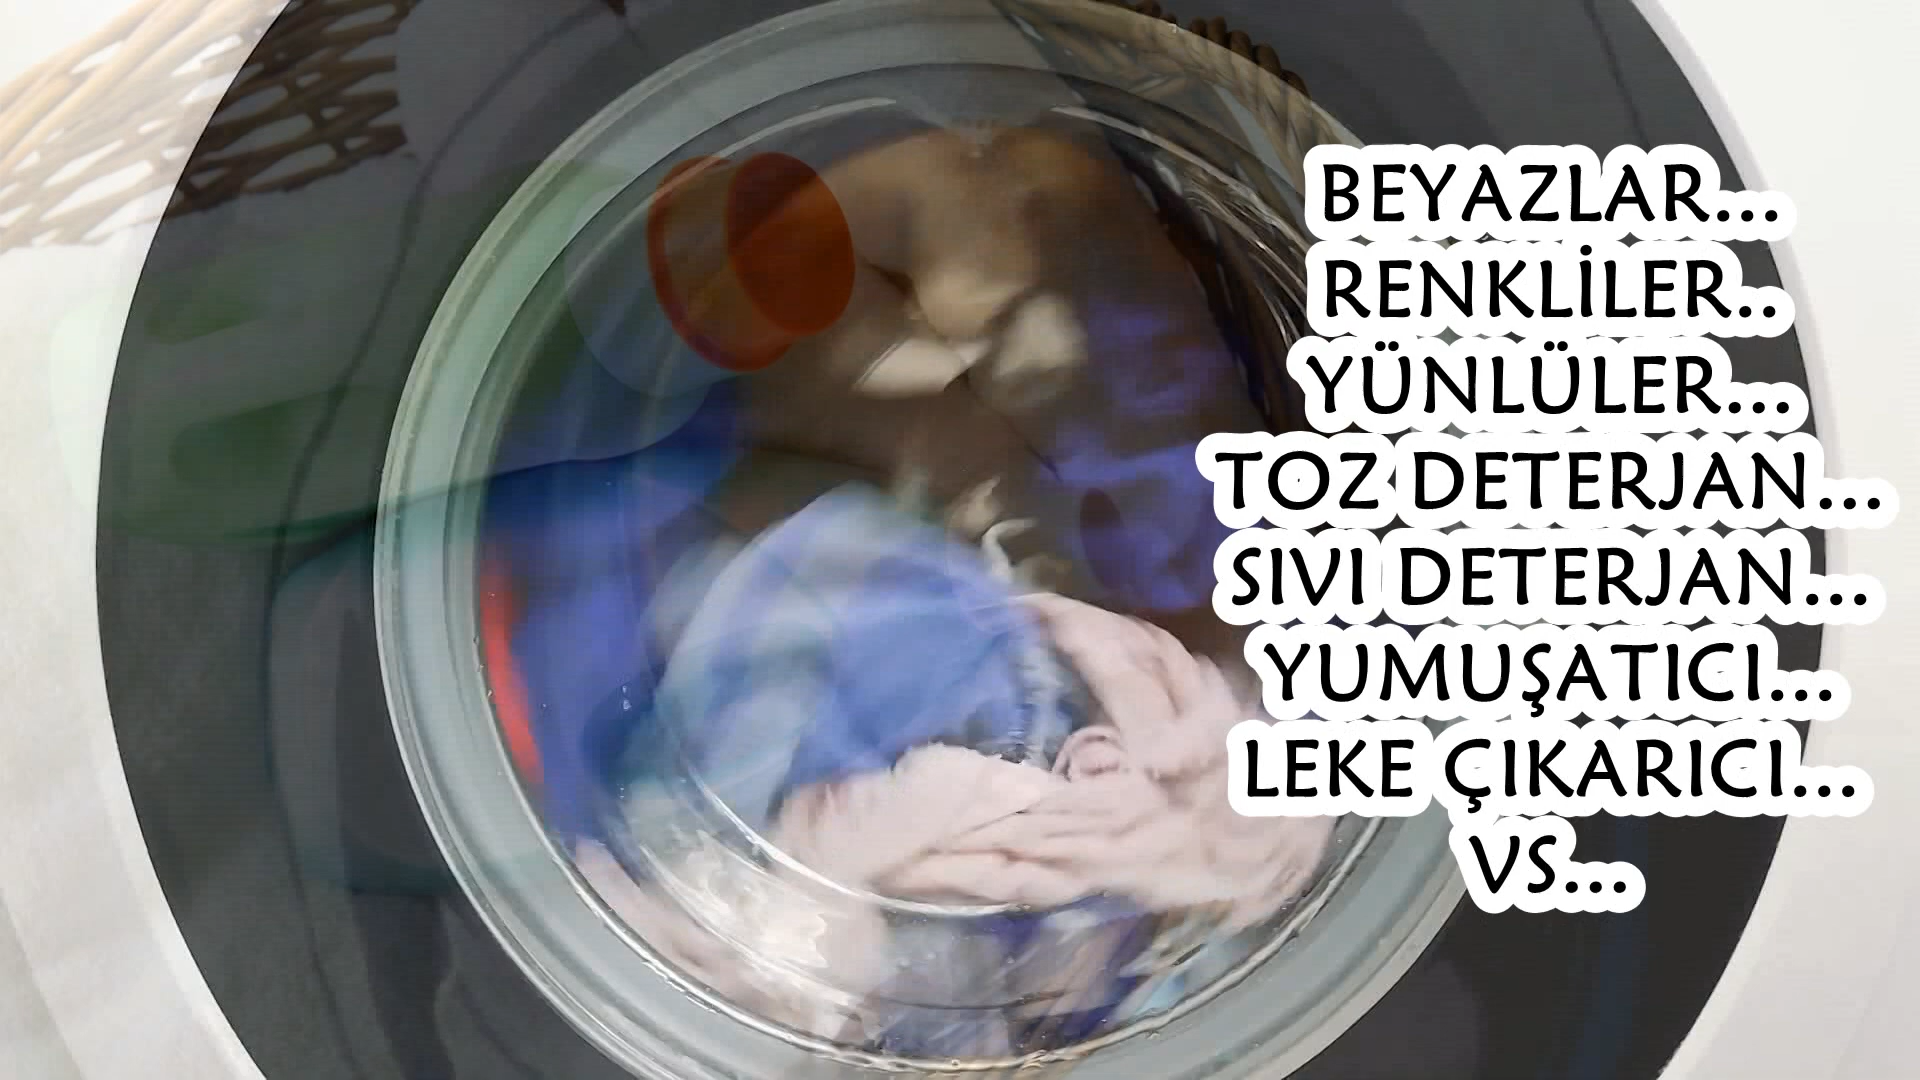 BEYAZLAR...
RENKLİLER..
YÜNLÜLER...
TOZ DETERJAN...
SIVI DETERJAN...
YUMUŞATICI...
LEKE ÇIKARICI...
VS...